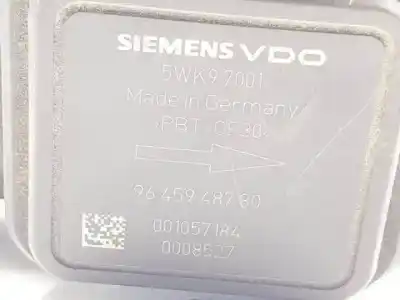 SIEMENS VDO
5WK9 7001
Made in Germany
>PBT-GF30<
96 459 487 80
001057184
0008527